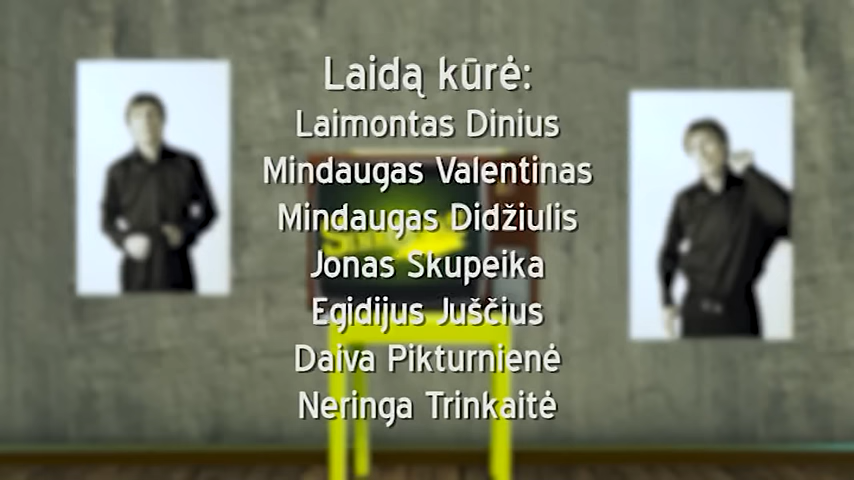 Laidą kūrė:
Laimontas Dinius
Mindaugas Valentinas
Mindaugas Didžiulis
Jonas Skupeika
Egidijus Juščius
Daiva Pikturnienė
Neringa Trinkaitė